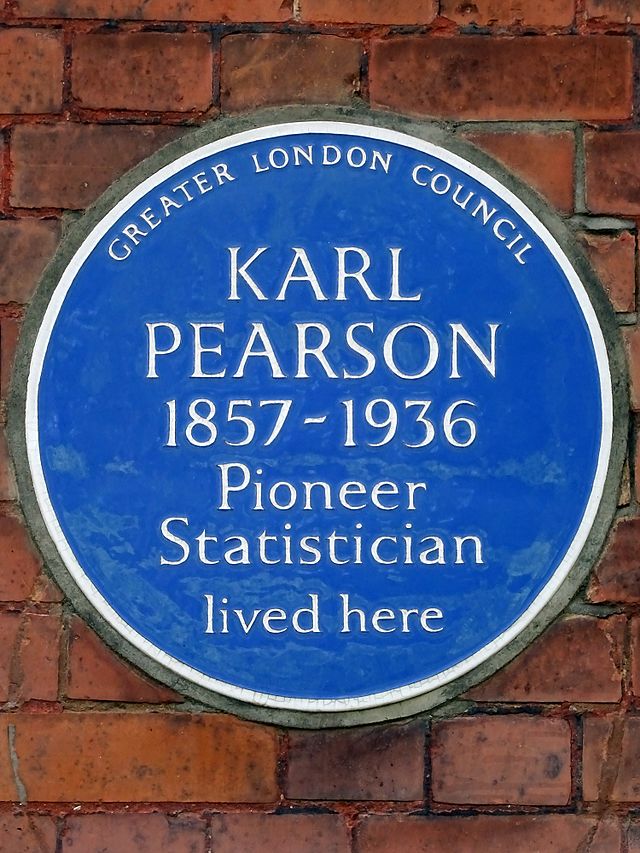 GREATER LONDON COUNCIL
KARL
PEARSON
1857-1936
Pioneer
Statistician
lived here